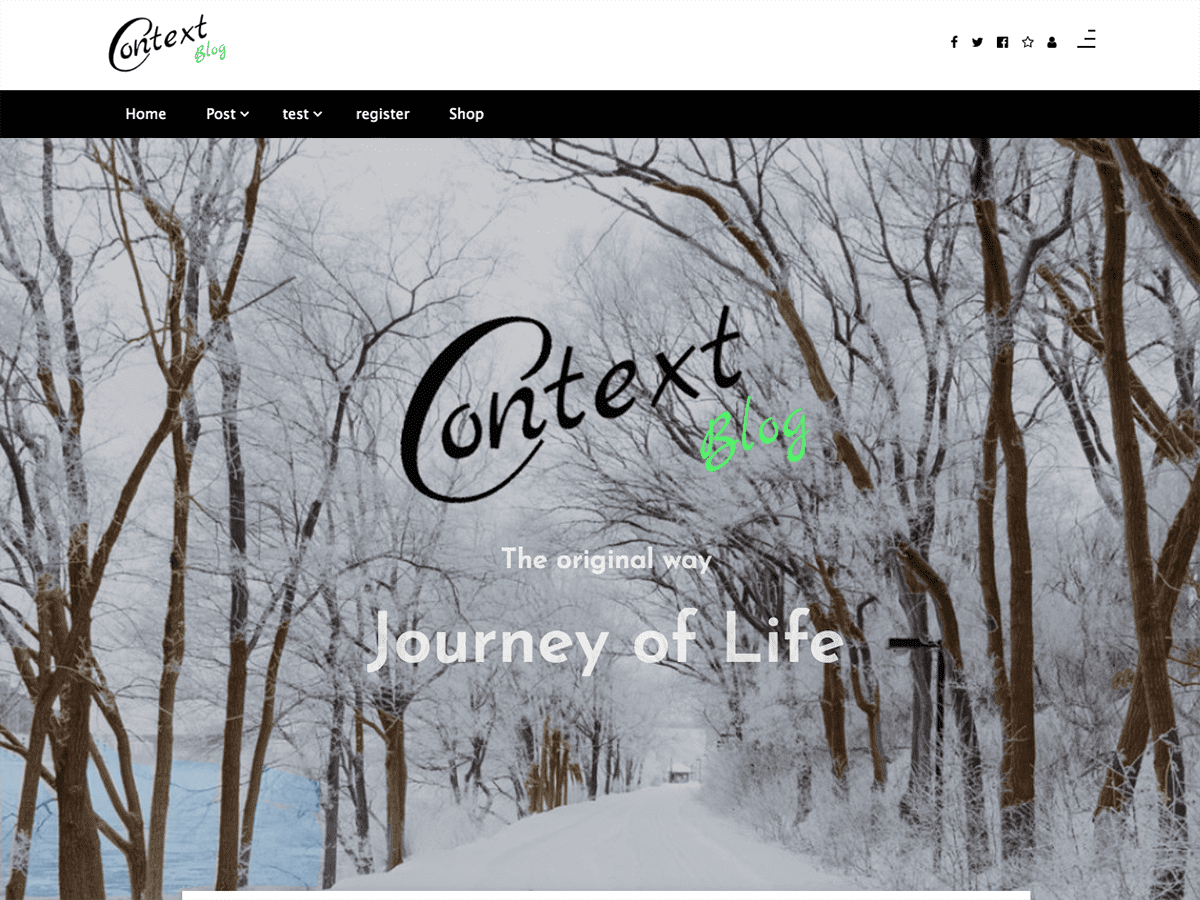 Context
Blog
Home Post test register Shop
Context
Blog
The original way
Journey of Life